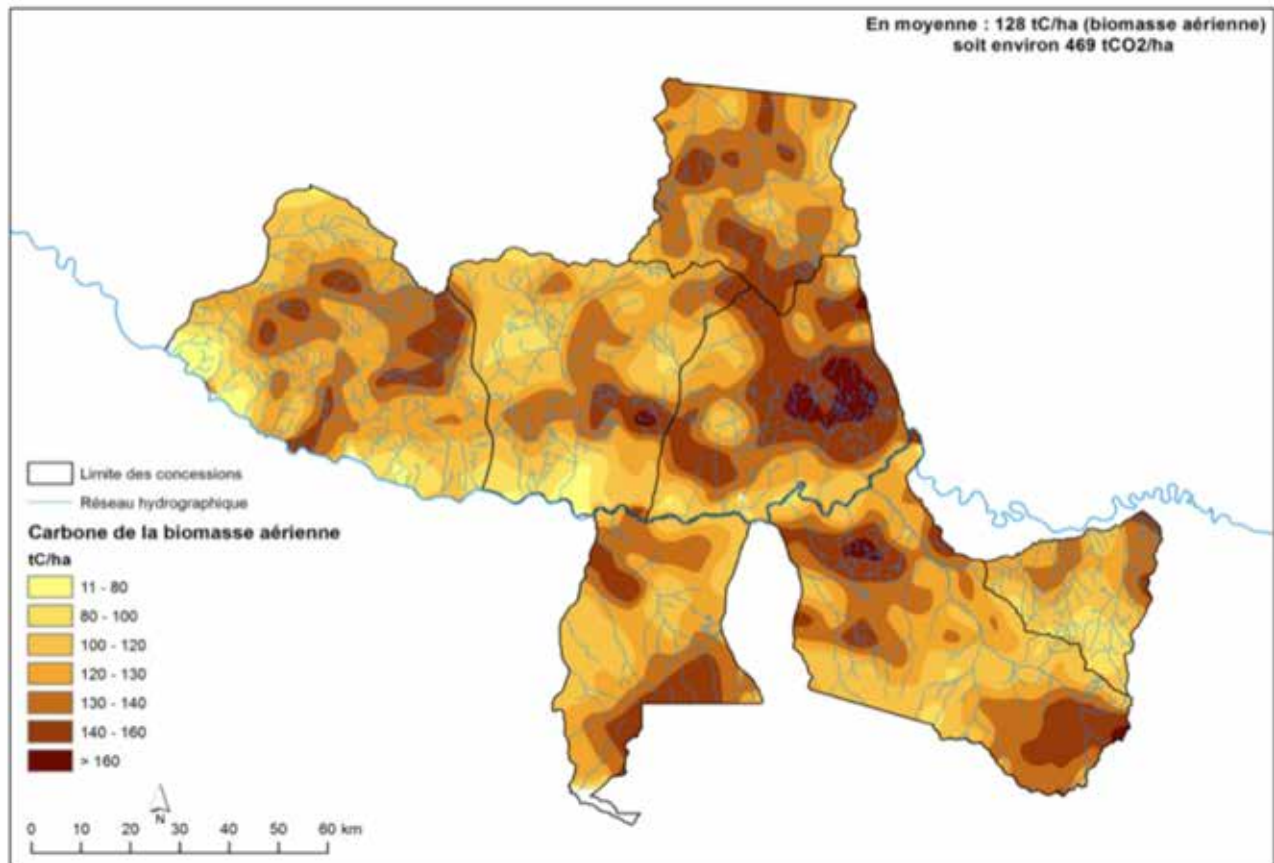 En moyenne : 128 tC/ha (biomasse aérienne)
soit environ 469 tCO2/ha
Limite des concessions
Réseau hydrographique
Carbone de la biomasse aérienne
tC/ha
11 - 80
80 - 100
100 - 120
120 - 130
130 - 140
140 - 160
> 160
N
0 10 20 30 40 50 60 km